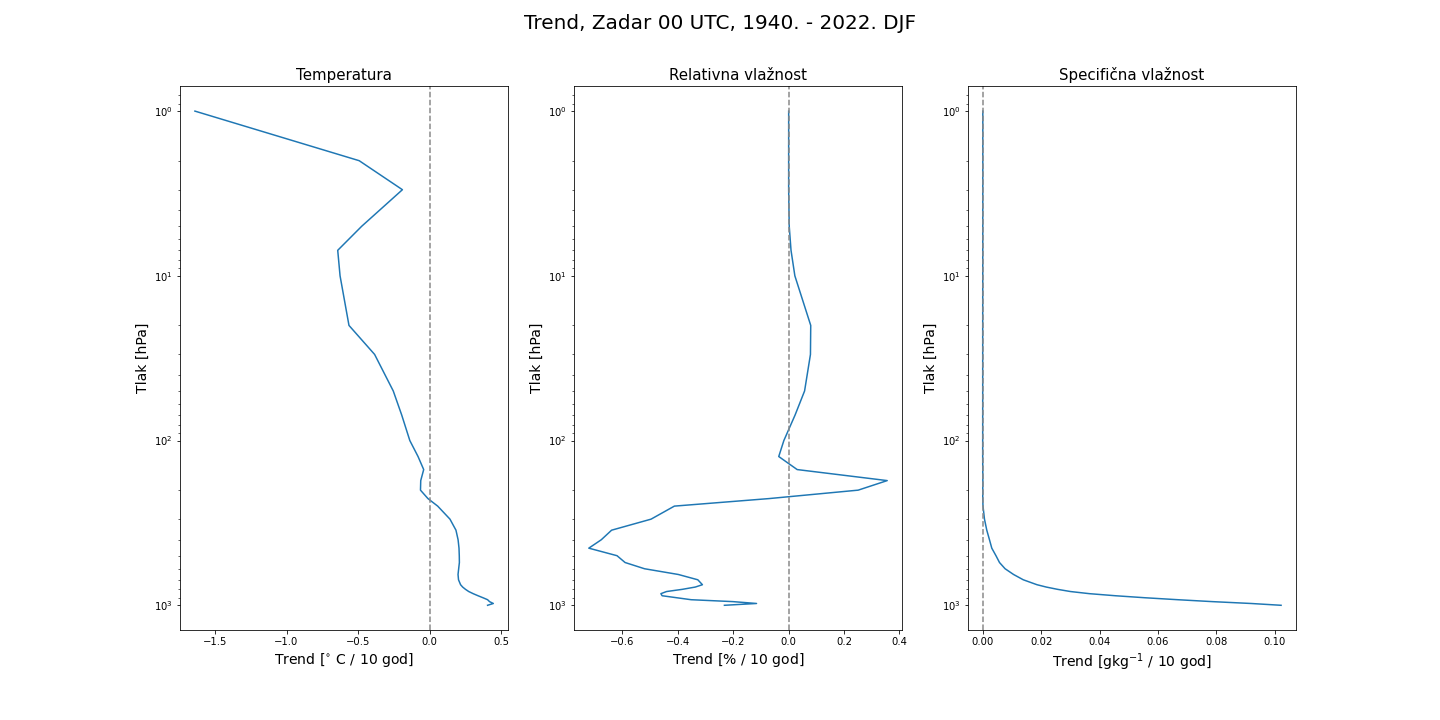 Trend, Zadar 00 UTC, 1940. - 2022. DJF
Temperatura
10⁰
10¹
10²
10³
Tlak [hPa]
−1.5 −1.0 −0.5 0.0 0.5
Trend [° C / 10 god]
Relativna vlažnost
10⁰
10¹
10²
10³
Tlak [hPa]
−0.6 −0.4 −0.2 0.0 0.2 0.4
Trend [% / 10 god]
Specifična vlažnost
10⁰
10¹
10²
10³
Tlak [hPa]
0.00 0.02 0.04 0.06 0.08 0.10
Trend [gkg⁻¹ / 10 god]